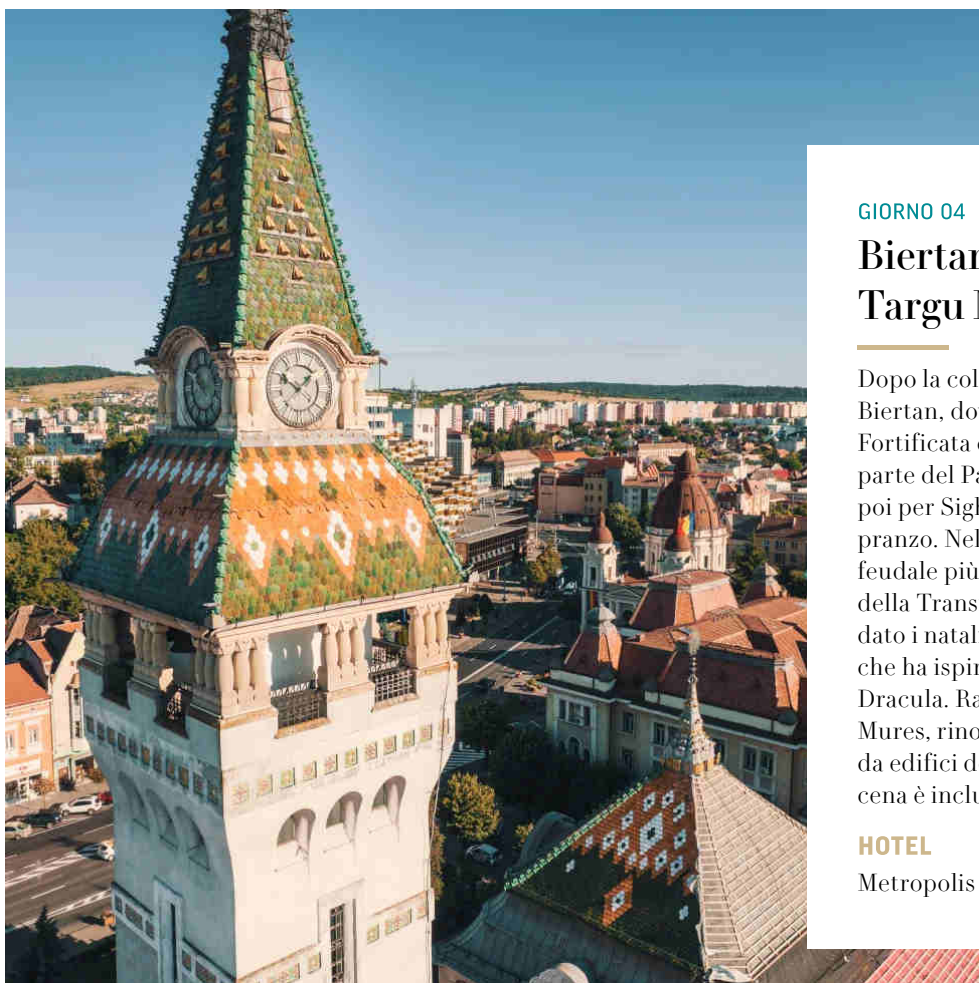 GIORNO 04
Biertan
Targu
Dopo la col
Biertan, do
Fortificata
parte del Pa
poi per Sigh
pranzo. Nel
feudale più
della Trans
dato i natal
che ha ispir
Dracula. Ra
Mures, rino
da edifici d
cena è inclu
HOTEL
Metropolis